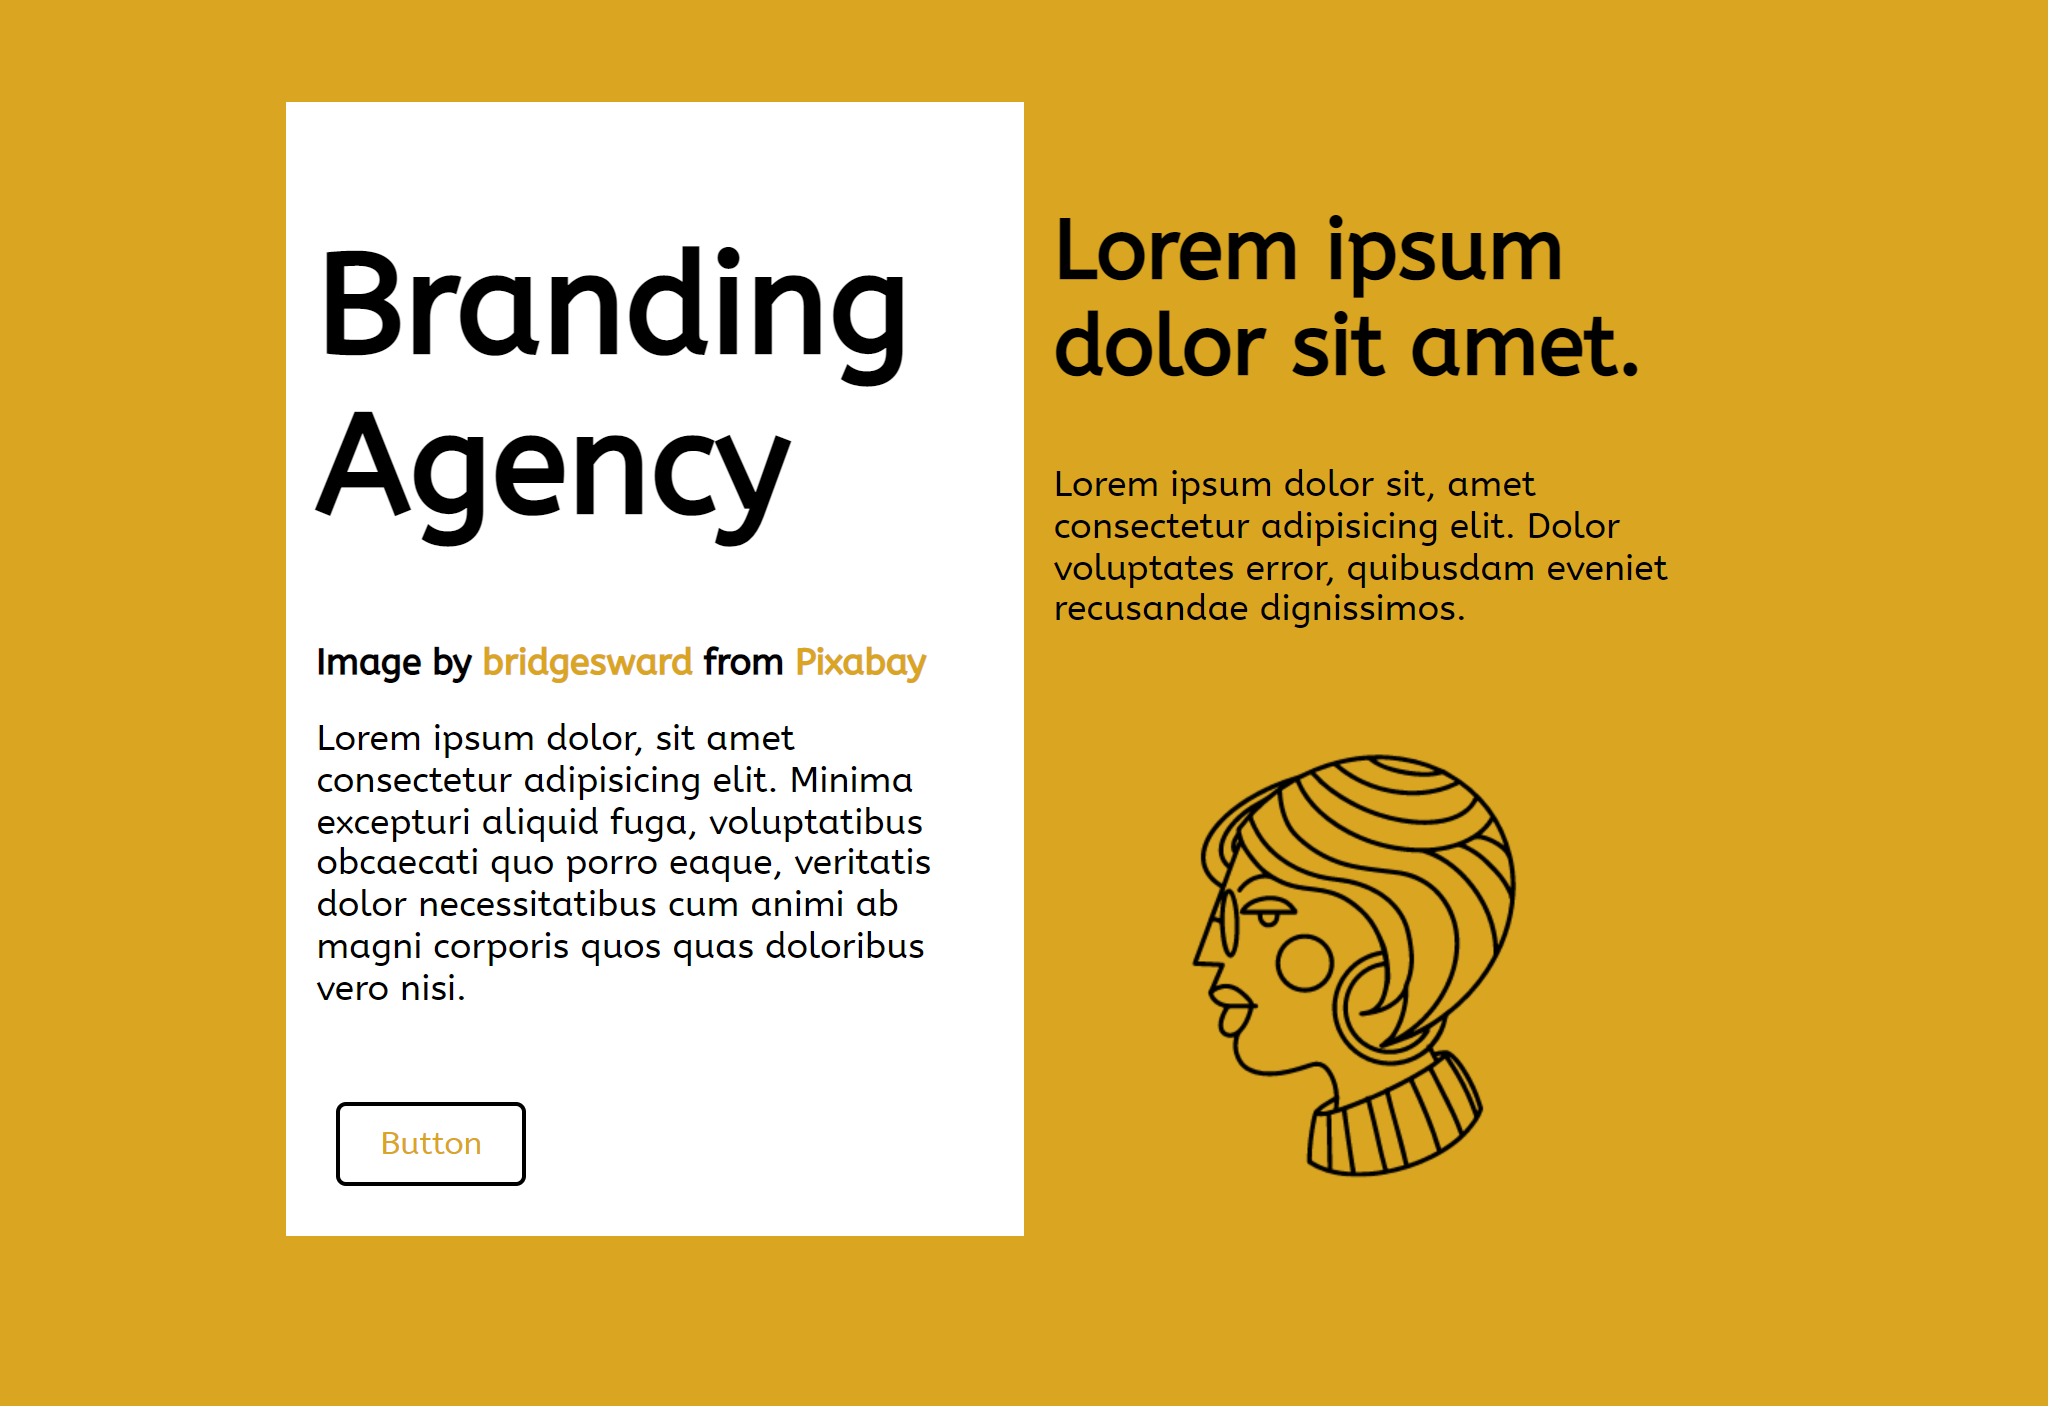 Branding
Agency
Image by bridgesward from Pixabay
Lorem ipsum dolor, sit amet
consectetur adipisicing elit. Minima
excepturi aliquid fuga, voluptatibus
obcaecati quo porro eaque, veritatis
dolor necessitatibus cum animi ab
magni corporis quos quas doloribus
vero nisi.
Button
Lorem ipsum
dolor sit amet.
Lorem ipsum dolor sit, amet
consectetur adipisicing elit. Dolor
voluptates error, quibusdam eveniet
recusandae dignissimos.